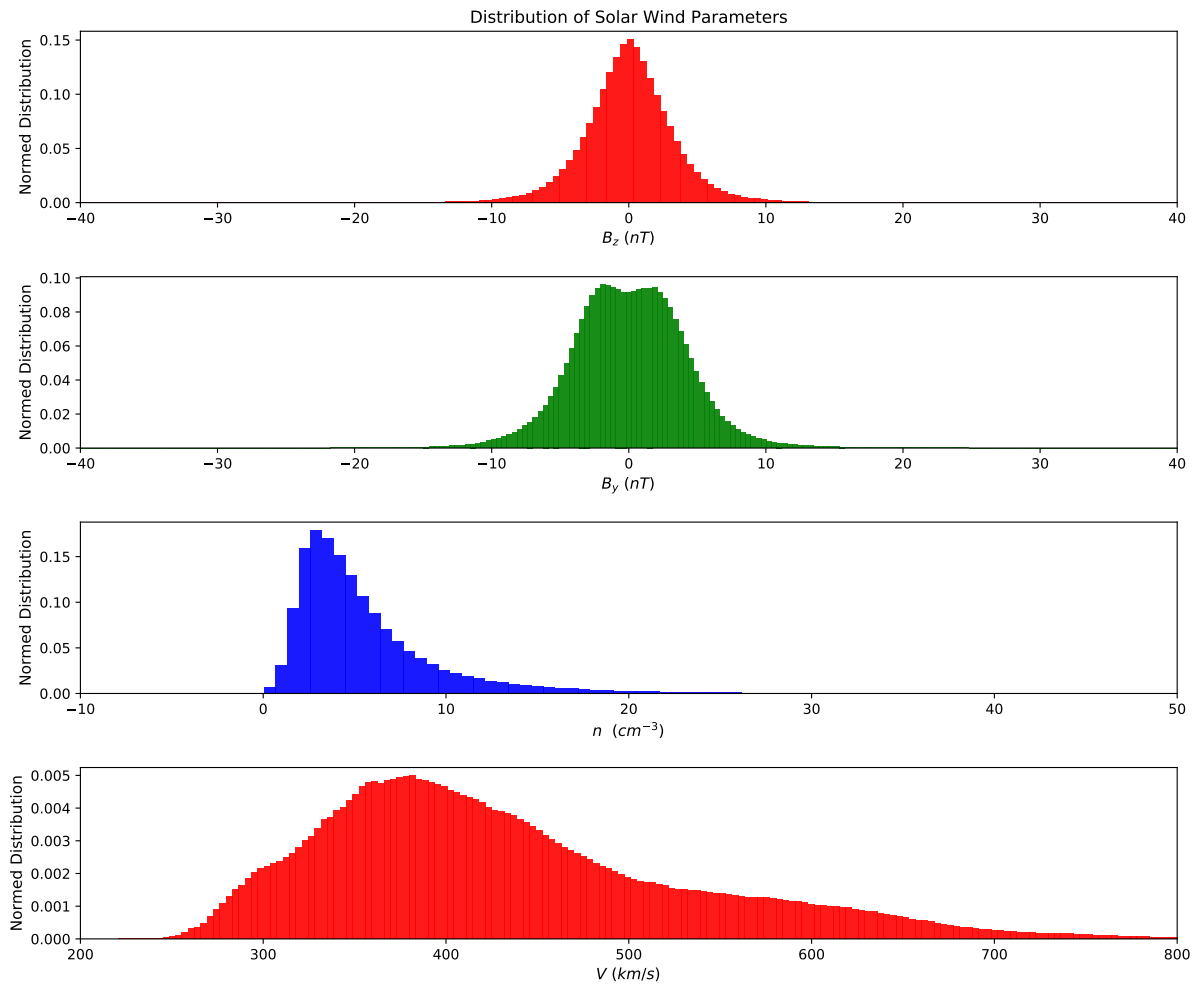 Distribution of Solar Wind Parameters
Normed Distribution
0.15
0.10
0.05
0.00
−40 −30 −20 −10 0 10 20 30 40
B_z (nT)
Normed Distribution
0.10
0.08
0.06
0.04
0.02
0.00
−40 −30 −20 −10 0 10 20 30 40
B_y (nT)
Normed Distribution
0.15
0.10
0.05
0.00
−10 0 10 20 30 40 50
n (cm⁻³)
Normed Distribution
0.005
0.004
0.003
0.002
0.001
0.000
200 300 400 500 600 700 800
V (km/s)